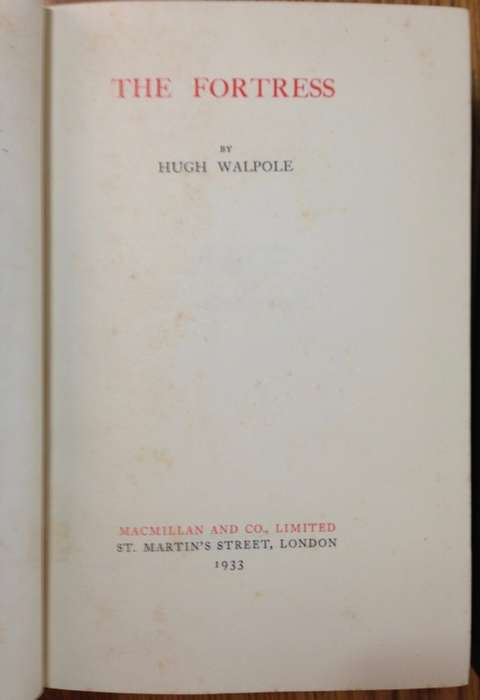 THE FORTRESS
BY
HUGH WALPOLE
MACMILLAN AND CO., LIMITED
ST. MARTIN'S STREET, LONDON
1933